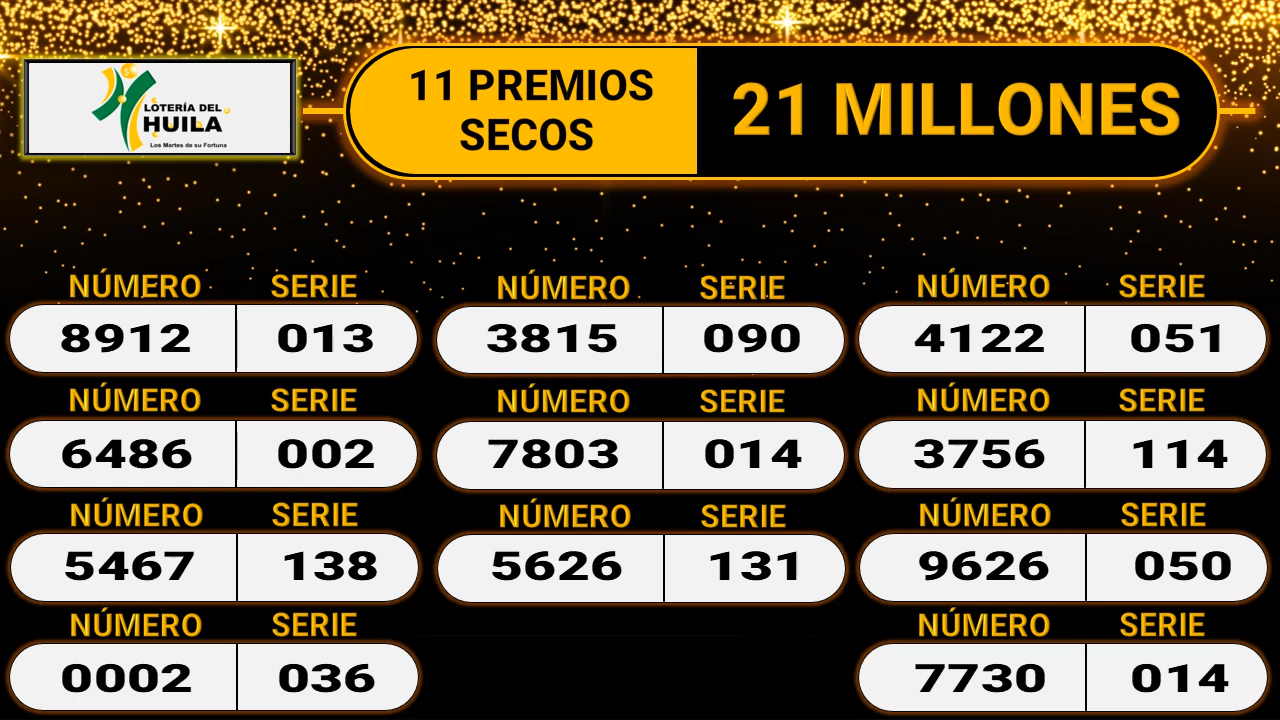 LOTERÍA DEL
HUILA
Los Martes de su Fortuna
11 PREMIOS
SECOS
21 MILLONES
NÚMERO SERIE NÚMERO SERIE NÚMERO SERIE
8912 013 3815 090 4122 051
NÚMERO SERIE NÚMERO SERIE NÚMERO SERIE
6486 002 7803 014 3756 114
NÚMERO SERIE NÚMERO SERIE NÚMERO SERIE
5467 138 5626 131 9626 050
NÚMERO SERIE NÚMERO SERIE
0002 036 7730 014